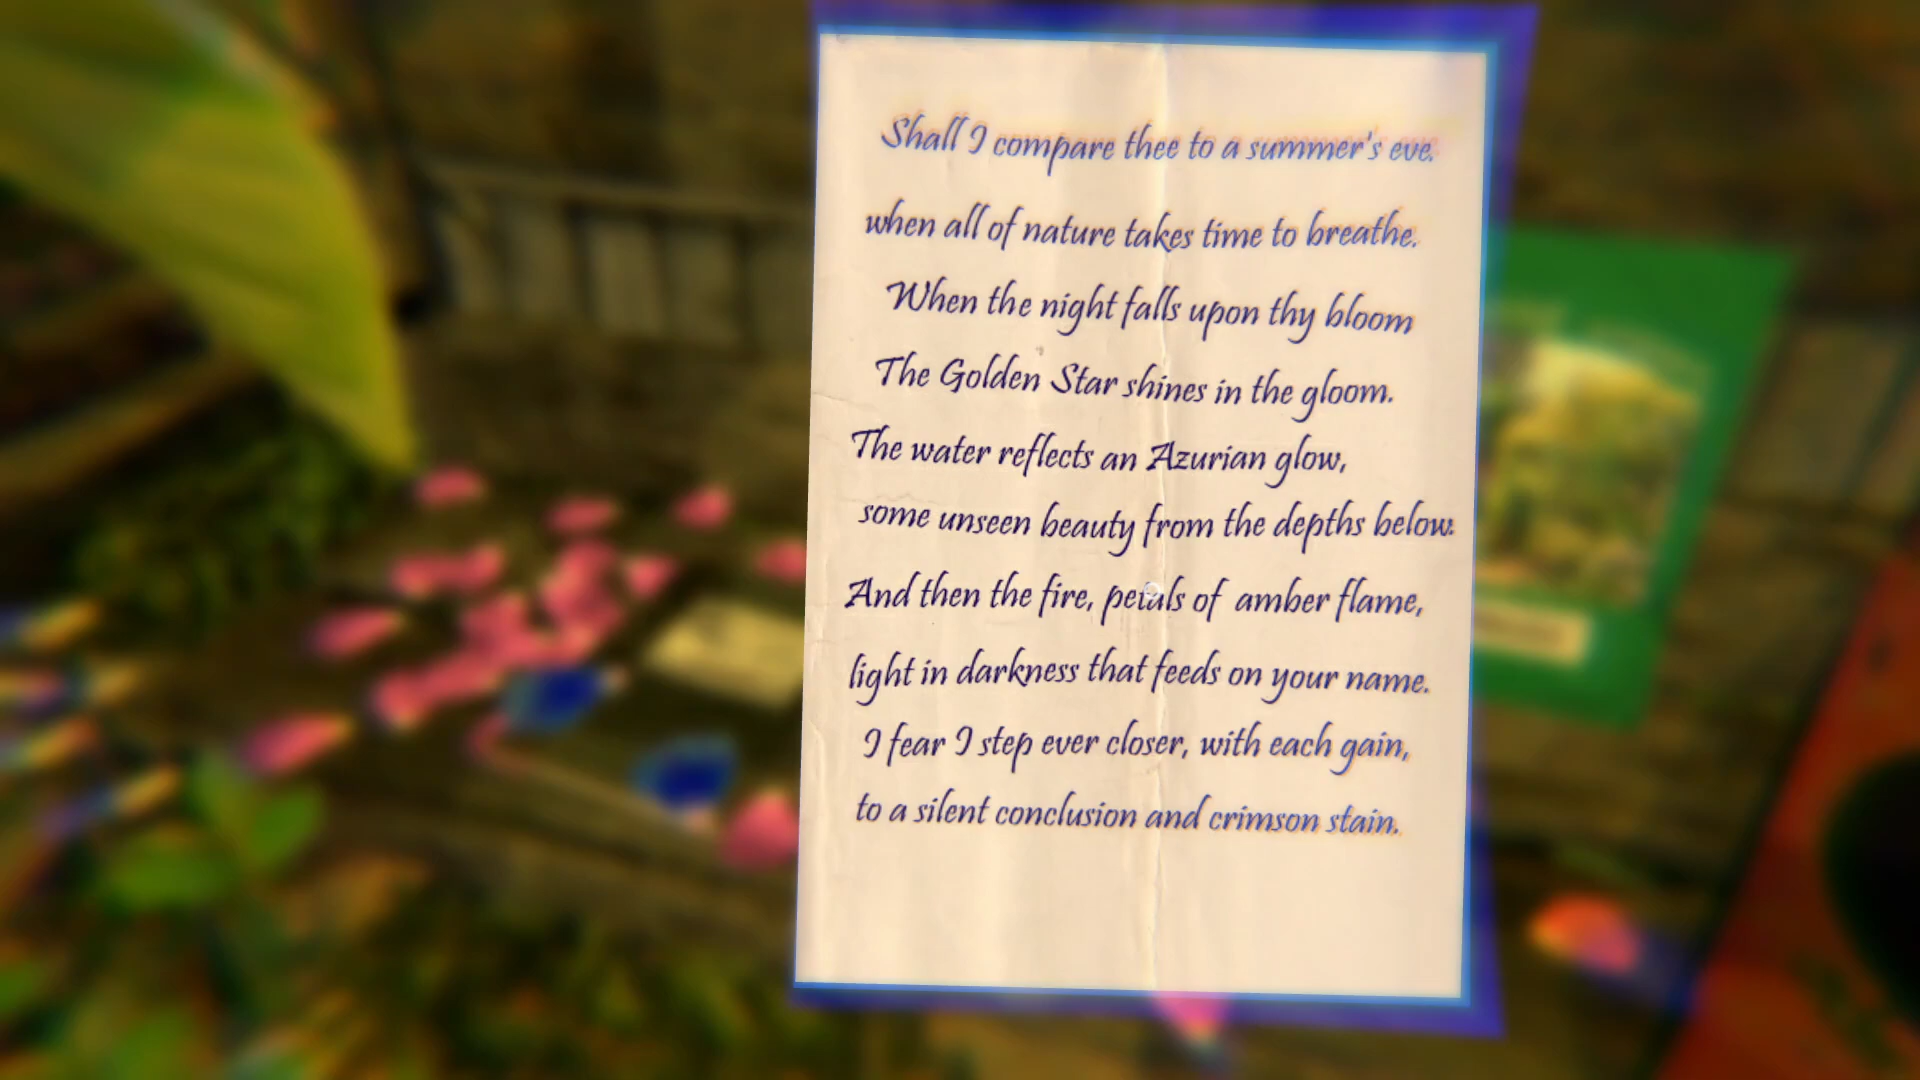 Shall I compare thee to a summer's eve.
when all of nature takes time to breathe.
When the night falls upon thy bloom
The Golden Star shines in the gloom.
The water reflects an Azurian glow,
some unseen beauty from the depths below.
And then the fire, petals of amber flame,
light in darkness that feeds on your name.
I fear I step ever closer, with each gain,
to a silent conclusion and crimson stain.